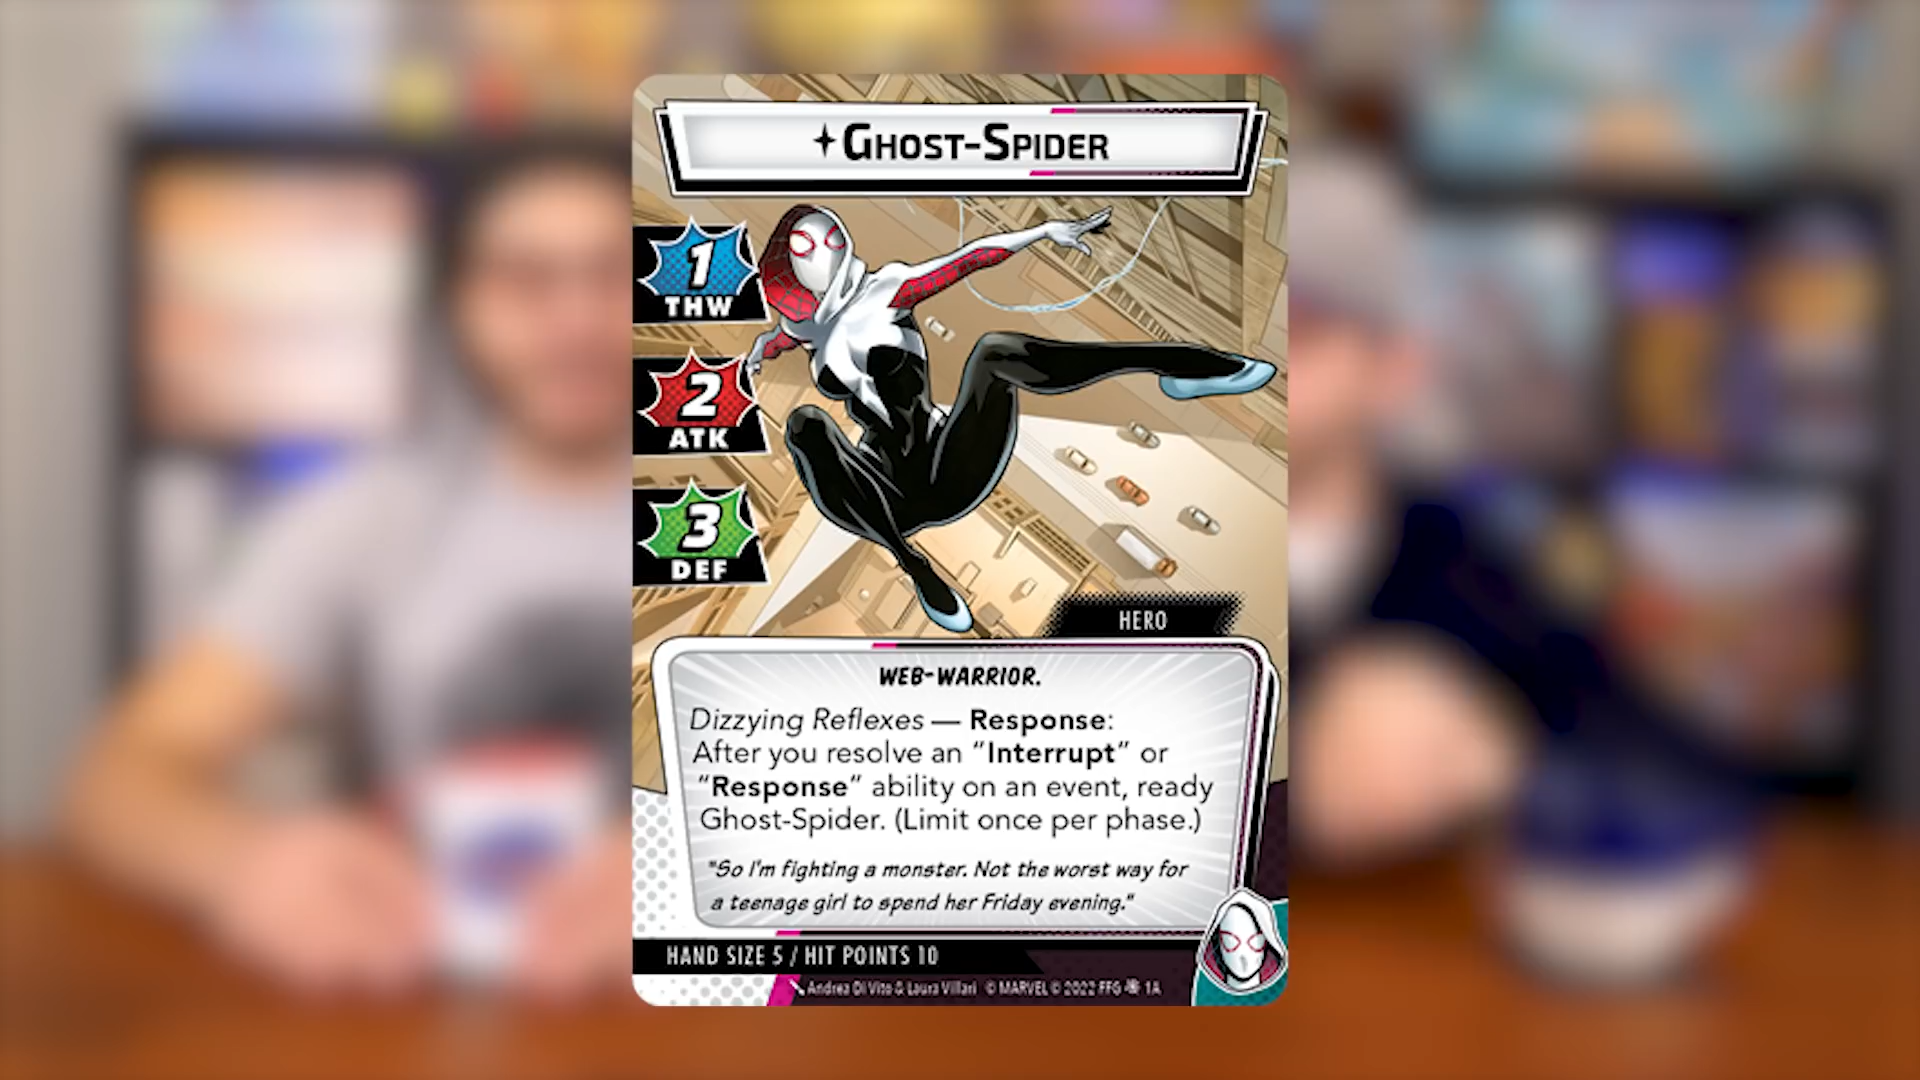 GHOST-SPIDER
1
THW
2
ATK
3
DEF
HERO
WEB-WARRIOR.
Dizzying Reflexes — Response:
After you resolve an “Interrupt” or
“Response” ability on an event, ready
Ghost-Spider. (Limit once per phase.)
"So I'm fighting a monster. Not the worst way for
a teenage girl to spend her Friday evening."
HAND SIZE 5 / HIT POINTS 10
Andrea Di Vito & Laura Villari © MARVEL © 2022 FFG 1A